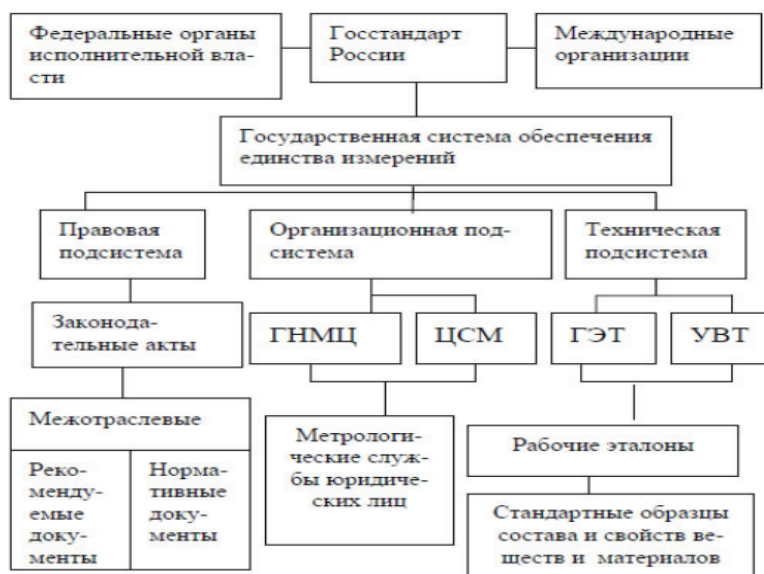 Федеральные органы
исполнительной вла-
сти
Госстандарт
России
Международные
организации
Государственная система обеспечения
единства измерений
Правовая
подсистема
Организационная под-
система
Техническая
подсистема
Законода-
тельные акты
ГНМЦ
ЦСМ
ГЭТ
УВТ
Межотраслевые
Реко-
мендуе-
емые
доку-
менты
Норма-
тивные
доку-
менты
Метрологи-
ческие служ-
бы юридиче-
ских лиц
Рабочие эталоны
Стандартные образцы
состава и свойств ве-
ществ и материалов